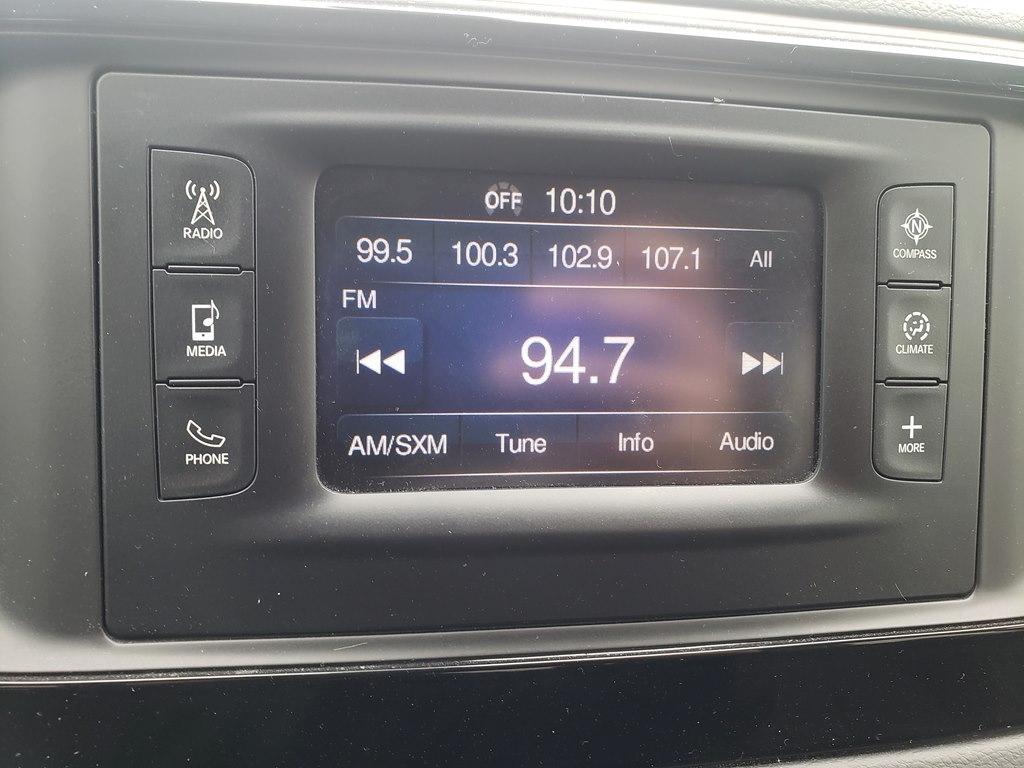 OFF 10:10
99.5 100.3 102.9 107.1 All
FM
94.7
AM/SXM Tune Info Audio
RADIO
MEDIA
PHONE
N
COMPASS
CLIMATE
MORE